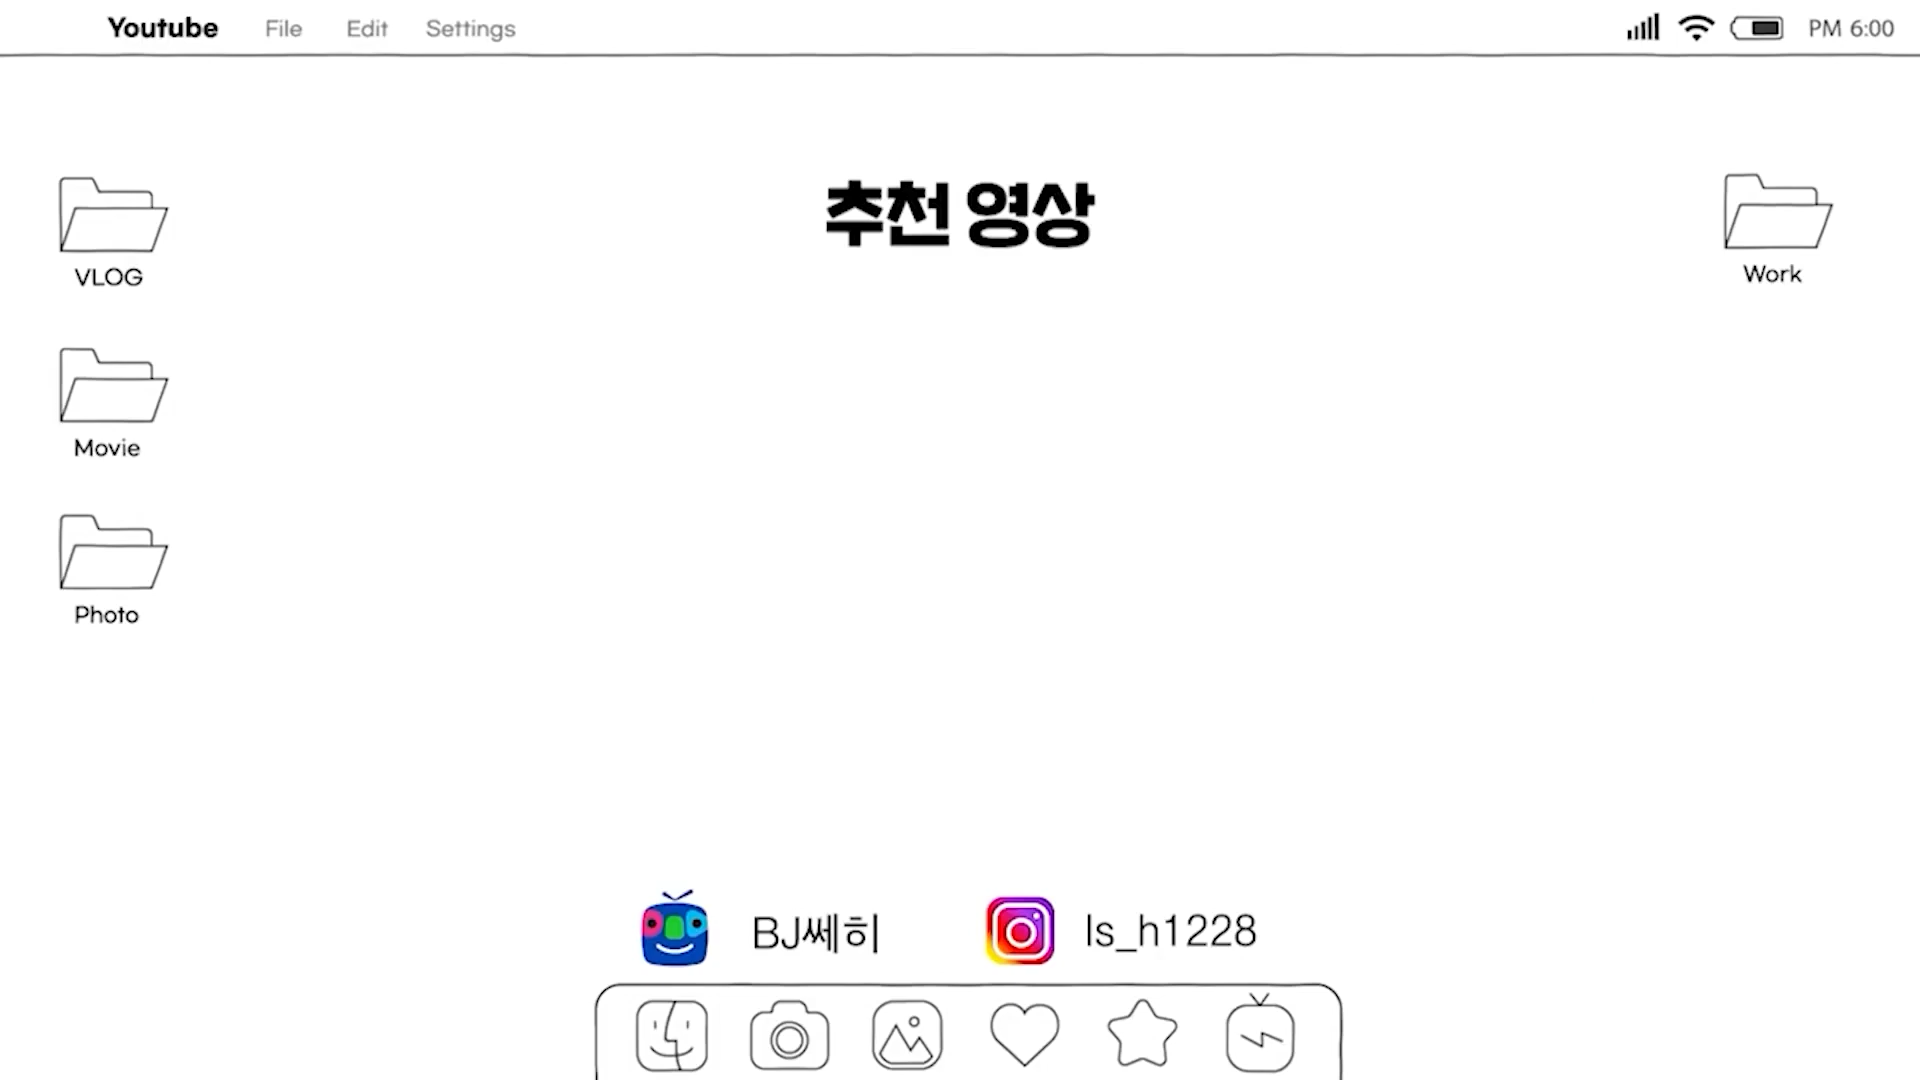 Youtube File Edit Settings PM 6:00
추천 영상
VLOG
Work
Movie
Photo
BJ쎄히 ls_h1228